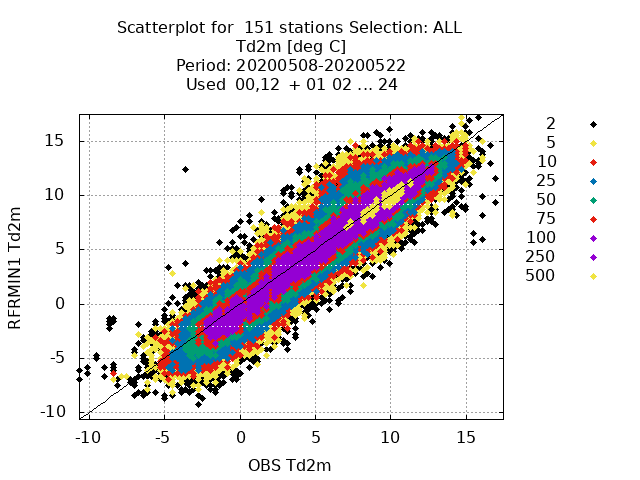 Scatterplot for  151 stations Selection: ALL
Td2m [deg C]
Period: 20200508-20200522
Used  00,12  + 01 02 ... 24
2
5
10
25
50
75
100
250
500
15
10
5
0
-5
-10
RFRMIN1 Td2m
-10 -5 0 5 10 15
OBS Td2m